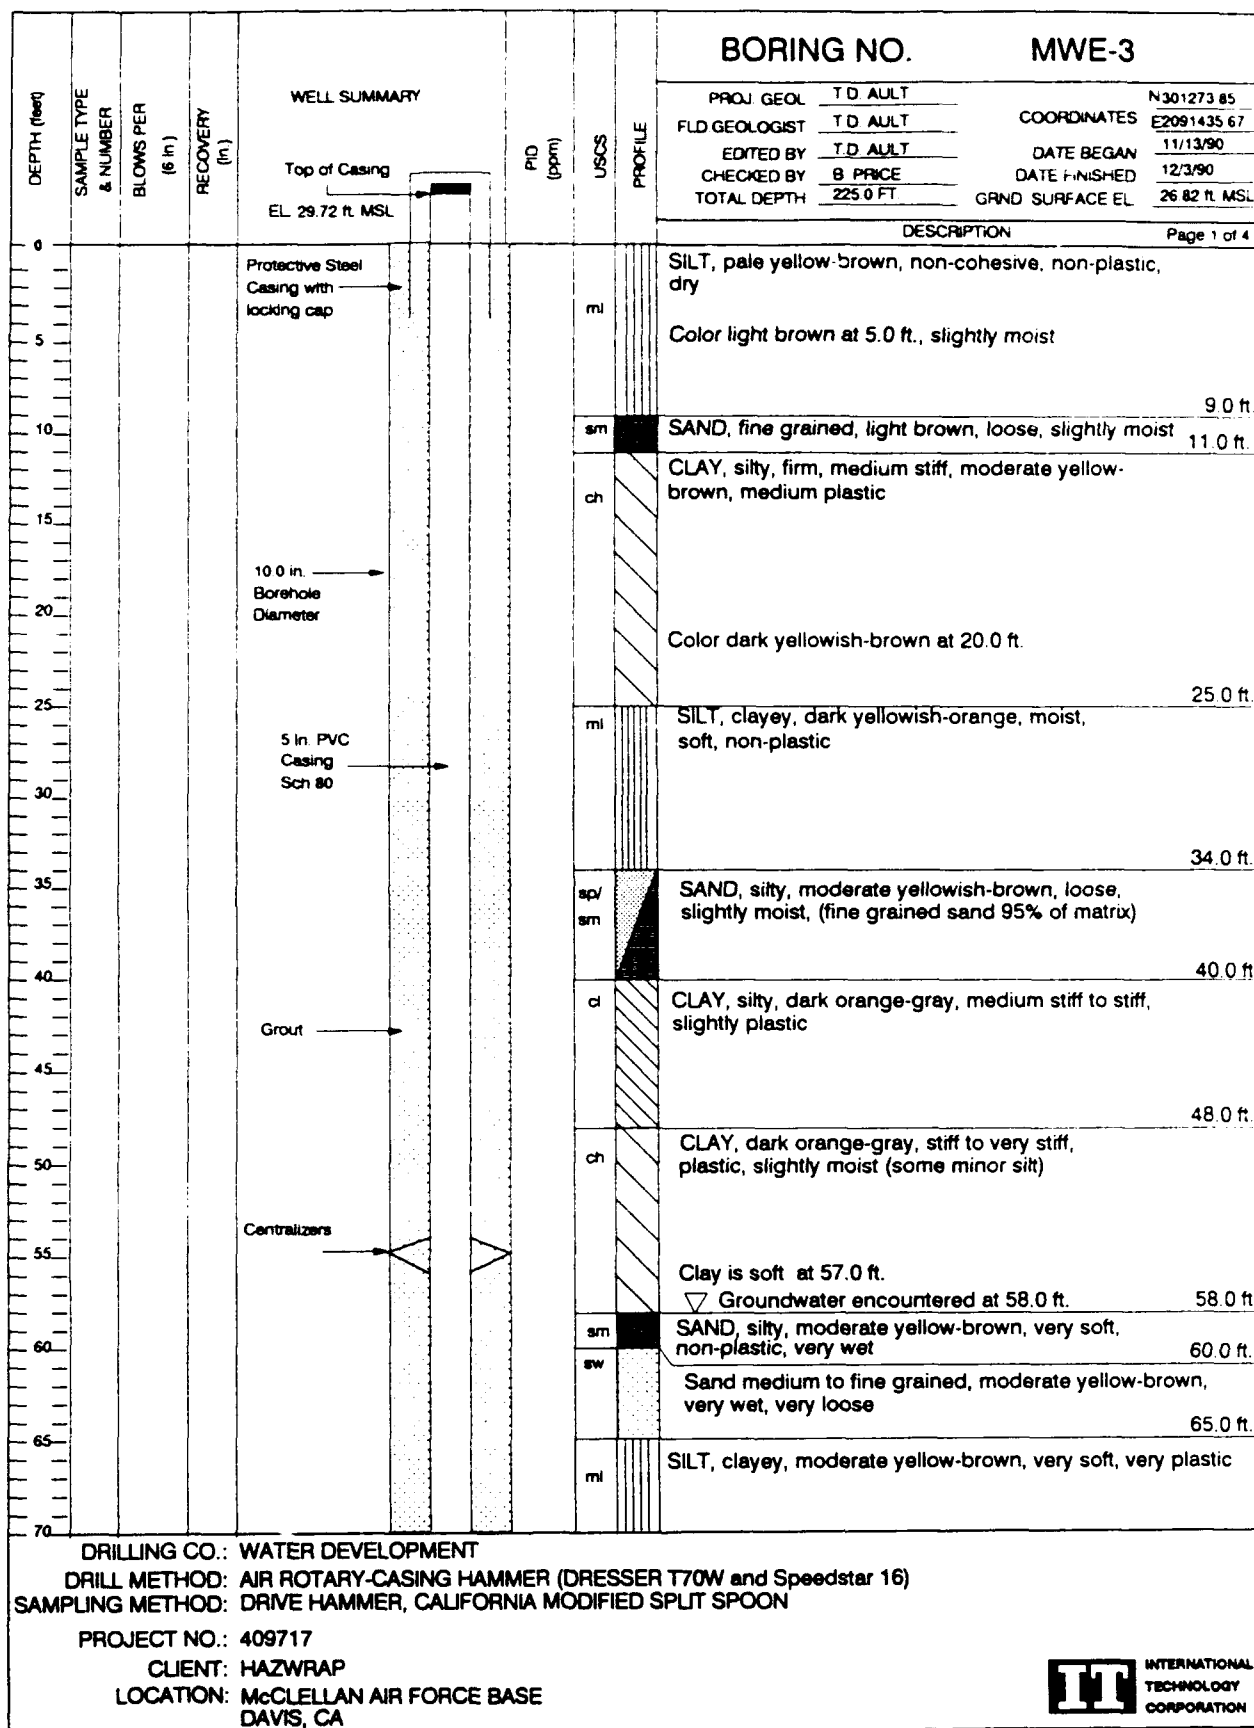 BORING NO. MWE-3
DEPTH (feet)
SAMPLE TYPE
& NUMBER
BLOWS PER
(6 in)
RECOVERY
(in.)
WELL SUMMARY
PID
(ppm)
USCS
PROFILE
PROJ. GEOL T.D. AULT
FLD GEOLOGIST T.D. AULT
EDITED BY T.D. AULT
CHECKED BY B PRICE
TOTAL DEPTH 225.0 FT.
COORDINATES N301273.85
E2091435.67
DATE BEGAN 11/13/90
DATE FINISHED 12/3/90
GRND SURFACE EL 26.82 ft. MSL
DESCRIPTION Page 1 of 4
Top of Casing
EL. 29.72 ft. MSL
0
Protective Steel
Casing with
locking cap
ml
SILT, pale yellow-brown, non-cohesive, non-plastic,
dry
5
Color light brown at 5.0 ft., slightly moist
9.0 ft.
10
sm
SAND, fine grained, light brown, loose, slightly moist
11.0 ft.
ch
CLAY, silty, firm, medium stiff, moderate yellow-
brown, medium plastic
15
10.0 in.
Borehole
Diameter
20
Color dark yellowish-brown at 20.0 ft.
25.0 ft.
25
ml
SILT, clayey, dark yellowish-orange, moist,
soft, non-plastic
5 in. PVC
Casing
Sch 80
30
34.0 ft.
35
sp/
sm
SAND, silty, moderate yellowish-brown, loose,
slightly moist, (fine grained sand 95% of matrix)
40.0 ft
40
cl
CLAY, silty, dark orange-gray, medium stiff to stiff,
slightly plastic
Grout
45
48.0 ft.
ch
CLAY, dark orange-gray, stiff to very stiff,
plastic, slightly moist (some minor silt)
50
Centralizers
55
Clay is soft at 57.0 ft.
Groundwater encountered at 58.0 ft.
58.0 ft
sm
SAND, silty, moderate yellow-brown, very soft,
non-plastic, very wet
60.0 ft.
60
sw
Sand medium to fine grained, moderate yellow-brown,
very wet, very loose
65.0 ft.
65
ml
SILT, clayey, moderate yellow-brown, very soft, very plastic
70
DRILLING CO.: WATER DEVELOPMENT
DRILL METHOD: AIR ROTARY-CASING HAMMER (DRESSER T70W and Speedstar 16)
SAMPLING METHOD: DRIVE HAMMER, CALIFORNIA MODIFIED SPLIT SPOON
PROJECT NO.: 409717
CLIENT: HAZWRAP
LOCATION: McCLELLAN AIR FORCE BASE
DAVIS, CA
IT
INTERNATIONAL
TECHNOLOGY
CORPORATION